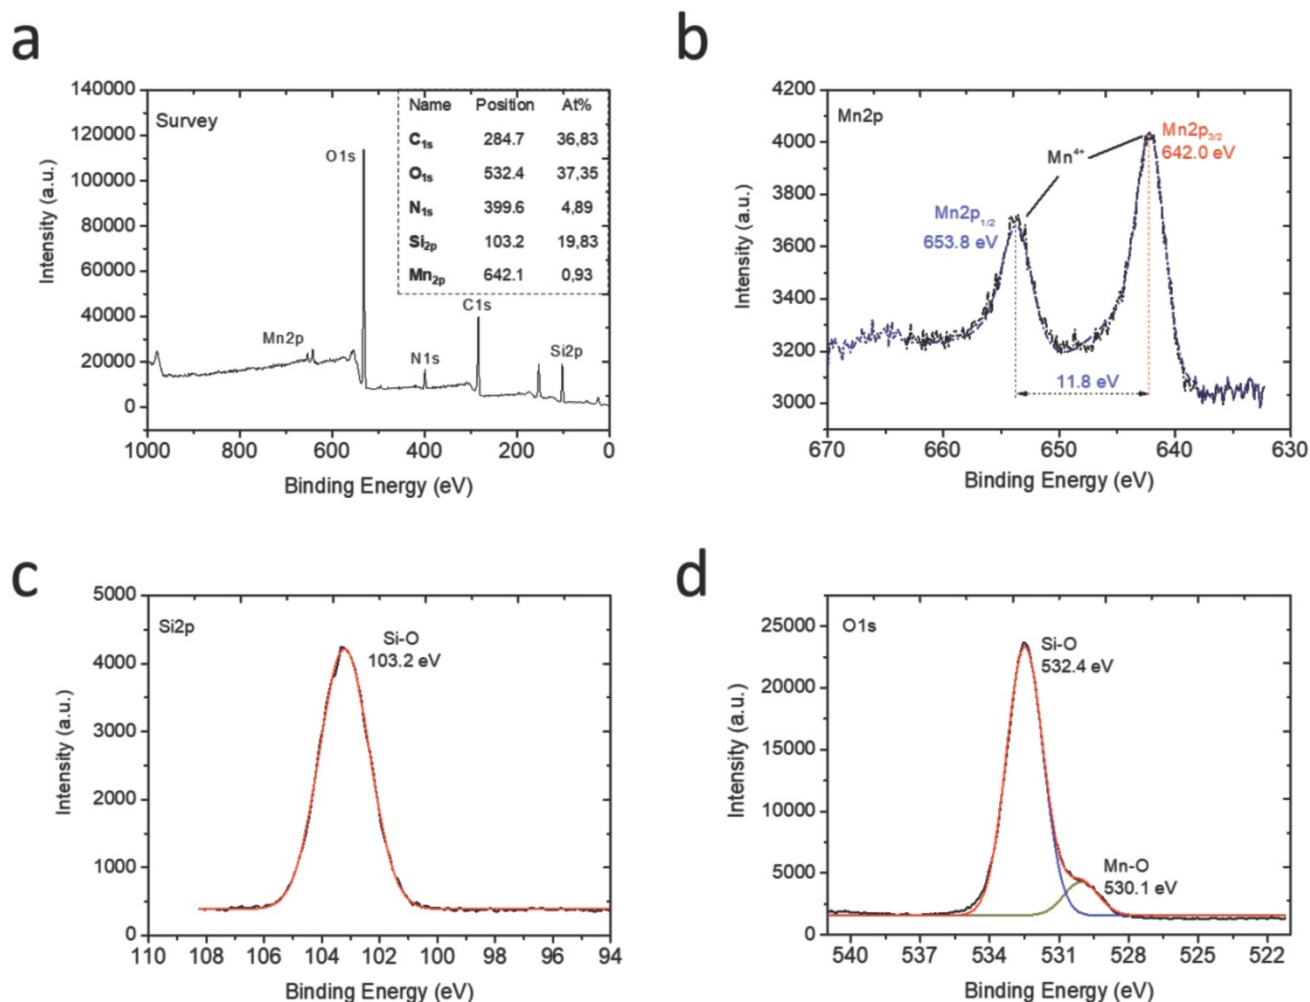 a
Survey
Name Position At%
C1s 284.7 36,83
O1s 532.4 37,35
N1s 399.6 4,89
Si2p 103.2 19,83
Mn2p 642.1 0,93
O1s
Mn2p
N1s
C1s
Si2p
140000
120000
100000
80000
60000
40000
20000
0
1000 800 600 400 200 0
Intensity (a.u.)
Binding Energy (eV)
b
Mn2p
Mn2p3/2
642.0 eV
Mn4+
Mn2p1/2
653.8 eV
11.8 eV
4200
4000
3800
3600
3400
3200
3000
670 660 650 640 630
Intensity (a.u.)
Binding Energy (eV)
c
Si2p
Si-O
103.2 eV
5000
4000
3000
2000
1000
0
110 108 106 104 102 100 98 96 94
Intensity (a.u.)
Binding Energy (eV)
d
O1s
Si-O
532.4 eV
Mn-O
530.1 eV
25000
20000
15000
10000
5000
0
540 537 534 531 528 525 522
Intensity (a.u.)
Binding Energy (eV)